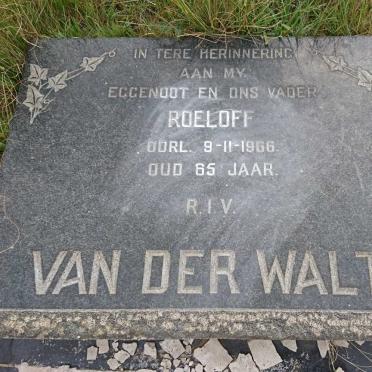 IN TERE HERINNERING
AAN MY
EGGENOOT EN ONS VADER
ROELOFF
OORL. 9-11-1966.
OUD 65 JAAR.
R.I.V.
VAN DER WALT